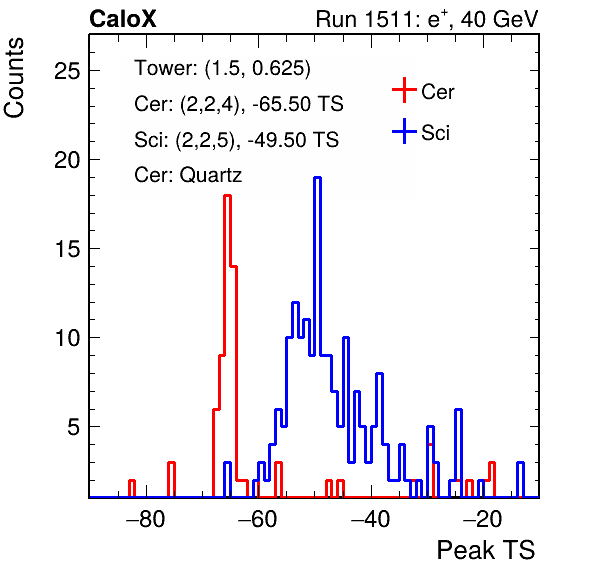 CaloX Run 1511: e⁺, 40 GeV
Counts
Tower: (1.5, 0.625)
Cer: (2,2,4), -65.50 TS
Sci: (2,2,5), -49.50 TS
Cer: Quartz
Cer
Sci
25
20
15
10
5
−80 −60 −40 −20
Peak TS